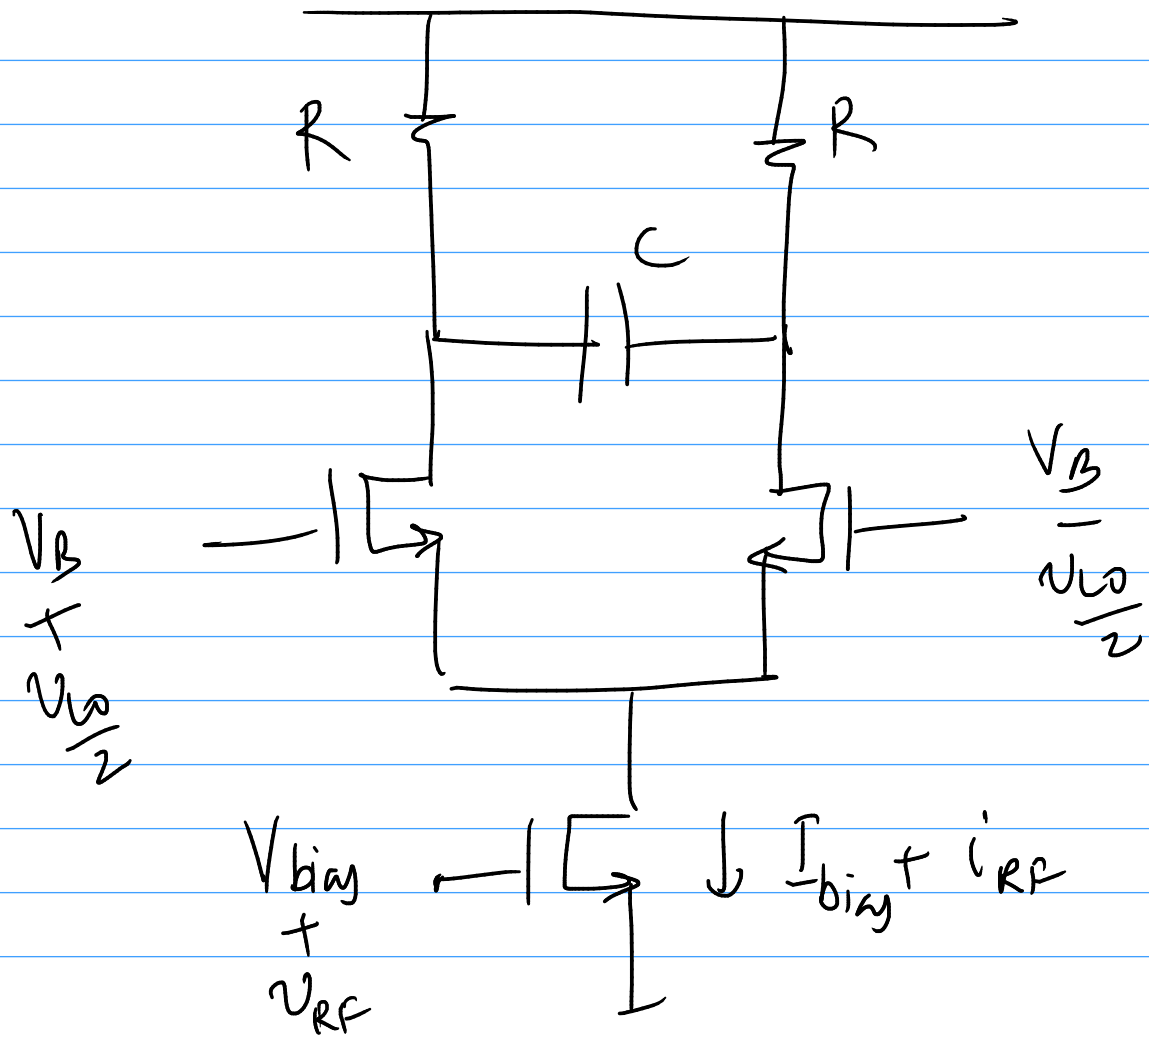 R
R
C
V_B
+
v_LO/2
V_B
−
v_LO/2
V_bias
+
v_RF
↓ I_bias + i_RF